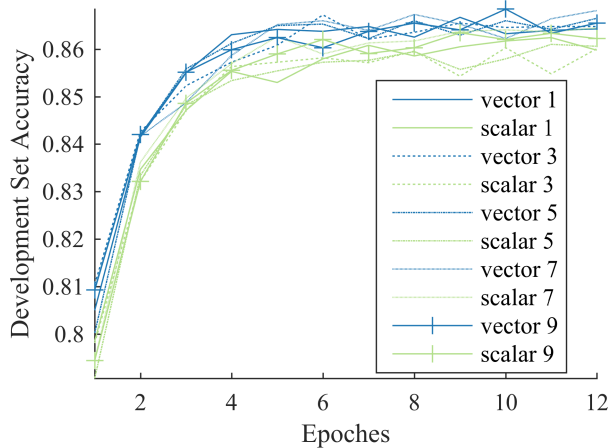 0.86
0.85
0.84
0.83
0.82
0.81
0.8
Development Set Accuracy
vector 1
scalar 1
vector 3
scalar 3
vector 5
scalar 5
vector 7
scalar 7
vector 9
scalar 9
2 4 6 8 10 12
Epoches